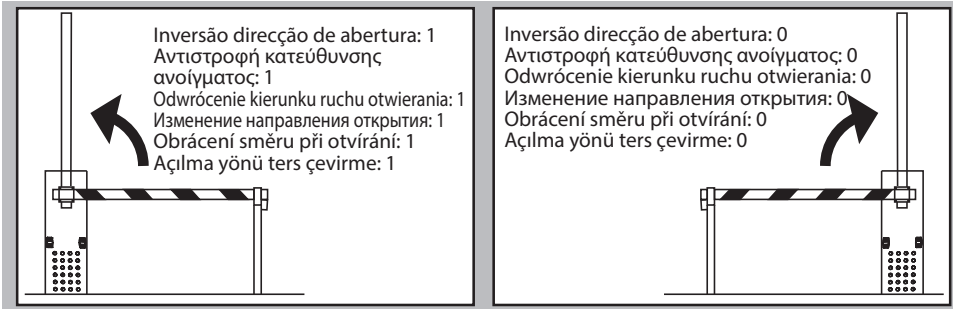 Inversão direcção de abertura: 1
Αντιστροφή κατεύθυνσης
ανοίγματος: 1
Odwrócenie kierunku ruchu otwierania: 1
Изменение направления открытия: 1
Obrácení směru při otvírání: 1
Açılma yönü ters çevirme: 1
Inversão direcção de abertura: 0
Αντιστροφή κατεύθυνσης ανοίγματος: 0
Odwrócenie kierunku ruchu otwierania: 0
Изменение направления открытия: 0
Obrácení směru při otvírání: 0
Açılma yönü ters çevirme: 0